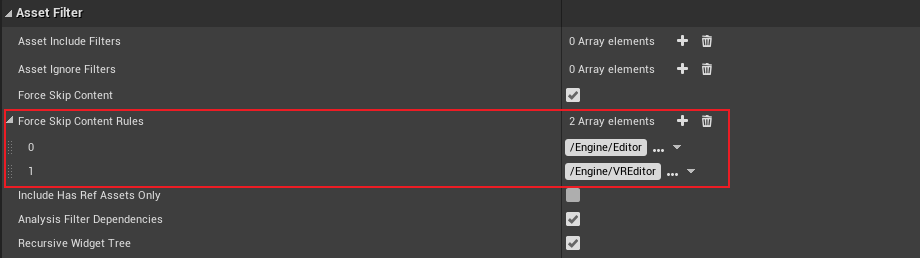 Asset Filter
Asset Include Filters 0 Array elements
Asset Ignore Filters 0 Array elements
Force Skip Content
Force Skip Content Rules 2 Array elements
0 /Engine/Editor ...
1 /Engine/VREditor ...
Include Has Ref Assets Only
Analysis Filter Dependencies
Recursive Widget Tree